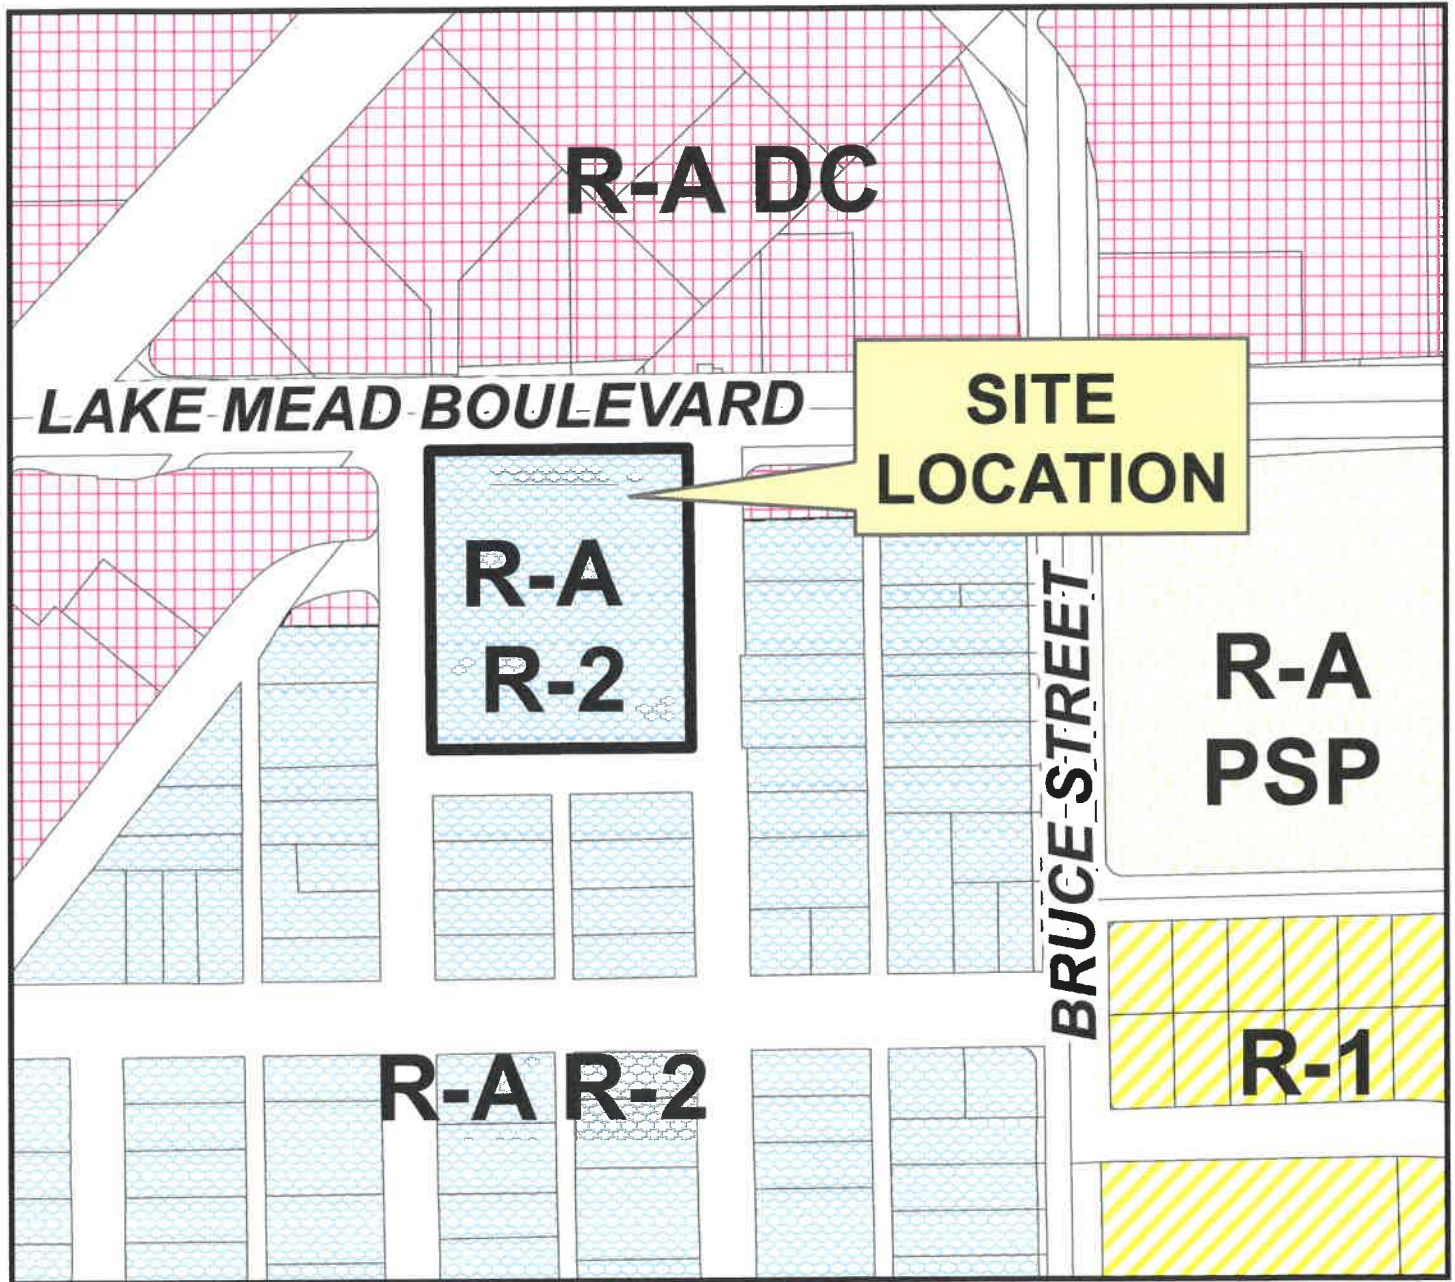 R-A DC
LAKE MEAD BOULEVARD
SITE
LOCATION
R-A
R-2
BRUCE STREET
R-A
PSP
R-1
R-A R-2